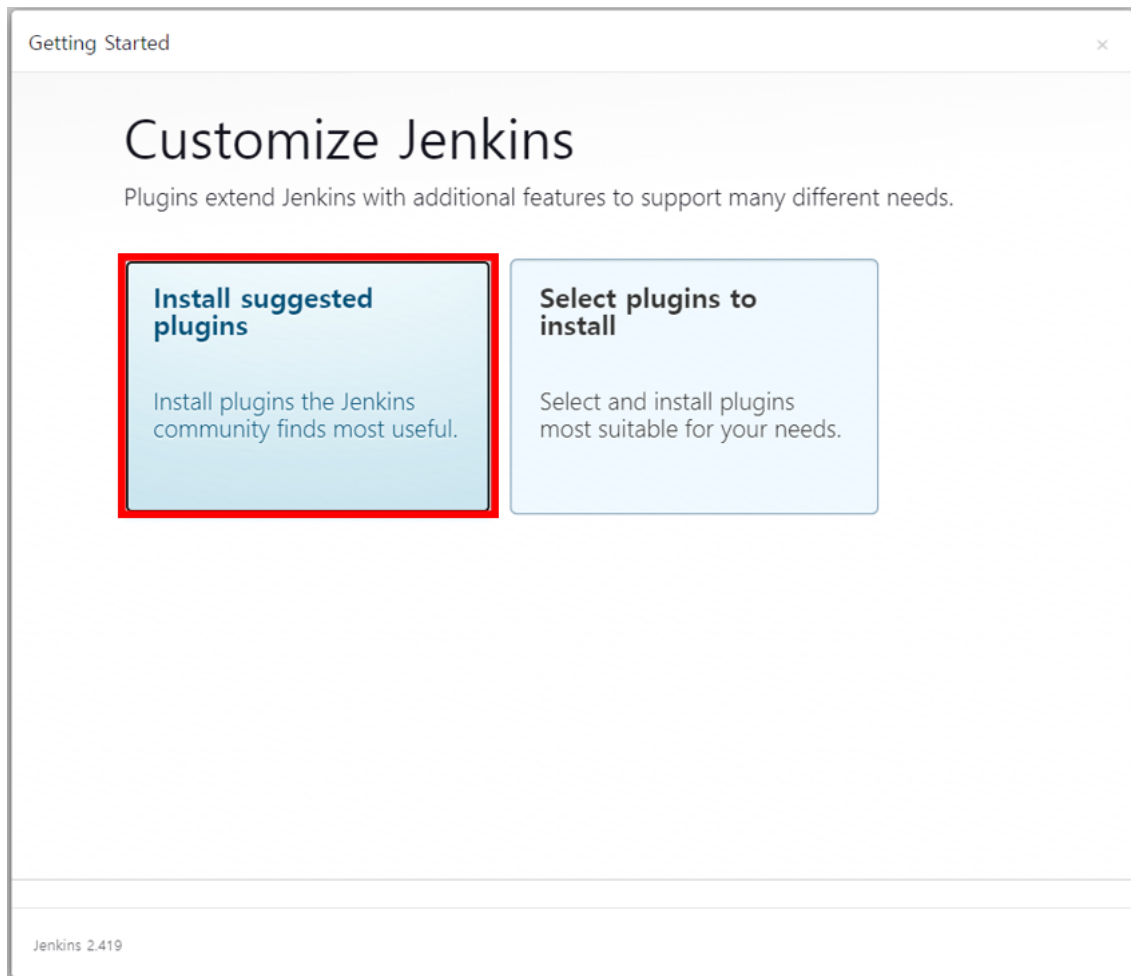 Getting Started
×
Customize Jenkins
Plugins extend Jenkins with additional features to support many different needs.
Install suggested
plugins
Install plugins the Jenkins
community finds most useful.
Select plugins to
install
Select and install plugins
most suitable for your needs.
Jenkins 2.419